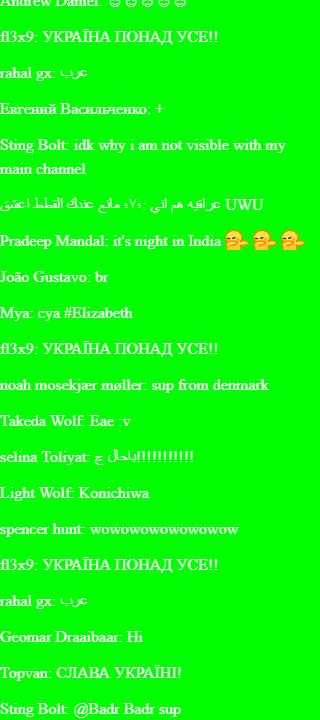 Andrew Daniel: 😊😊😊😊😊
fl3x9: УКРАЇНА ПОНАД УСЕ!!
rahal gx: عرب
Евгений Васильченко: +
Sting Bolt: idk why i am not visible with my
main channel
عراقيه هم اني ؛٧؛: مانع عندك القطط اعشق UWU
Pradeep Mandal: it's night in India 🤧🤧🤧
João Gustavo: br
Mya: cya #Elizabeth
fl3x9: УКРАЇНА ПОНАД УСЕ!!
noah mosekjær møller: sup from denmark
Takeda Wolf: Eae :v
selina Toliyat: !!!!!!!!!!!
Light Wolf: Konichiwa
spencer hunt: wowowowowowowow
fl3x9: УКРАЇНА ПОНАД УСЕ!!
rahal gx: عرب
Geomar Draaibaar: Hi
Topvan: СЛАВА УКРАЇНІ!
Sting Bolt: @Badr Badr sup